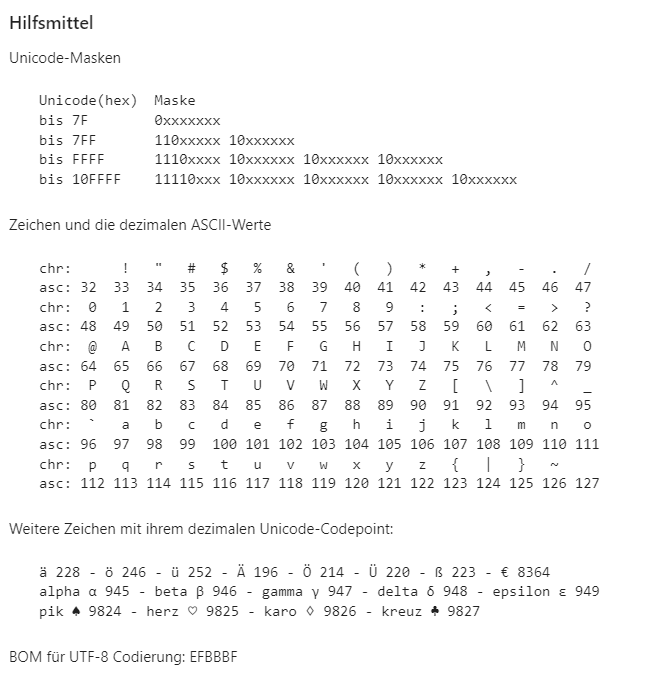 Hilfsmittel
Unicode-Masken
Unicode(hex)  Maske
bis 7F        0xxxxxxx
bis 7FF       110xxxxx 10xxxxxx
bis FFFF      1110xxxx 10xxxxxx 10xxxxxx 10xxxxxx
bis 10FFFF    11110xxx 10xxxxxx 10xxxxxx 10xxxxxx 10xxxxxx
Zeichen und die dezimalen ASCII-Werte
chr:      !   "   #   $   %   &   '   (   )   *   +   ,   -   .   /
asc: 32  33  34  35  36  37  38  39  40  41  42  43  44  45  46  47
chr:  0   1   2   3   4   5   6   7   8   9   :   ;   <   =   >   ?
asc: 48  49  50  51  52  53  54  55  56  57  58  59  60  61  62  63
chr:  @   A   B   C   D   E   F   G   H   I   J   K   L   M   N   O
asc: 64  65  66  67  68  69  70  71  72  73  74  75  76  77  78  79
chr:  P   Q   R   S   T   U   V   W   X   Y   Z   [   \   ]   ^   _
asc: 80  81  82  83  84  85  86  87  88  89  90  91  92  93  94  95
chr:  `   a   b   c   d   e   f   g   h   i   j   k   l   m   n   o
asc: 96  97  98  99  100 101 102 103 104 105 106 107 108 109 110 111
chr:  p   q   r   s   t   u   v   w   x   y   z   {   |   }   ~
asc: 112 113 114 115 116 117 118 119 120 121 122 123 124 125 126 127
Weitere Zeichen mit ihrem dezimalen Unicode-Codepoint:
ä 228 - ö 246 - ü 252 - Ä 196 - Ö 214 - Ü 220 - ß 223 - € 8364
alpha α 945 - beta β 946 - gamma γ 947 - delta δ 948 - epsilon ε 949
pik ♠ 9824 - herz ♡ 9825 - karo ♢ 9826 - kreuz ♣ 9827
BOM für UTF-8 Codierung: EFBBBF